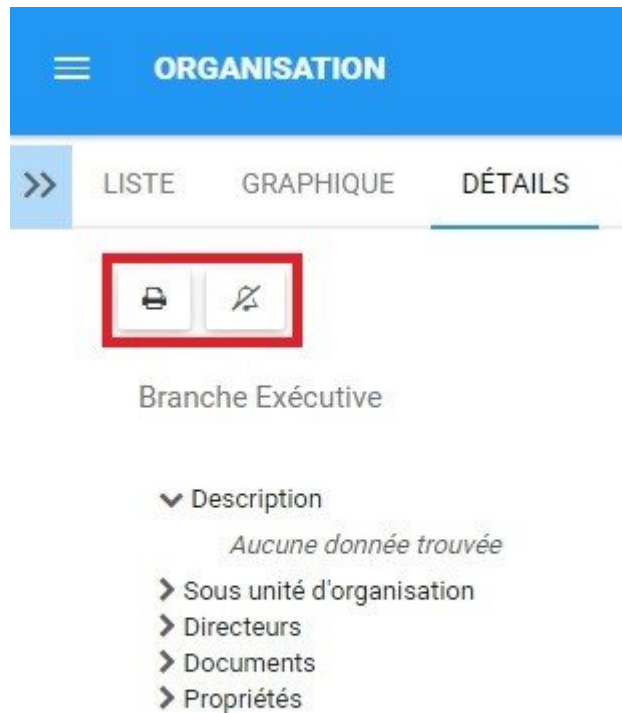 ORGANISATION
LISTE GRAPHIQUE DÉTAILS
Branche Exécutive
Description
Aucune donnée trouvée
Sous unité d'organisation
Directeurs
Documents
Propriétés